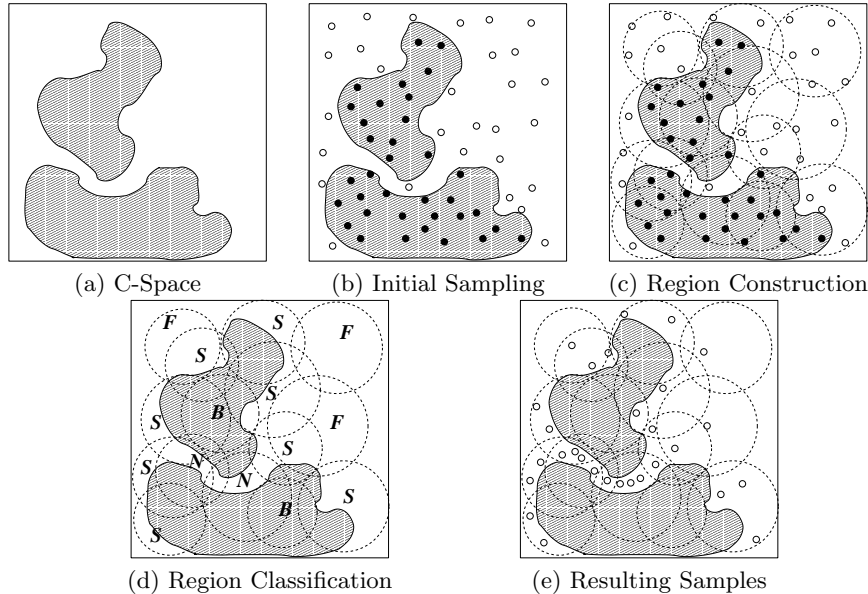 (a) C-Space
(b) Initial Sampling
(c) Region Construction
F
S
F
S
S
S
B
F
S
S
N
N
S
B
S
(d) Region Classification
(e) Resulting Samples